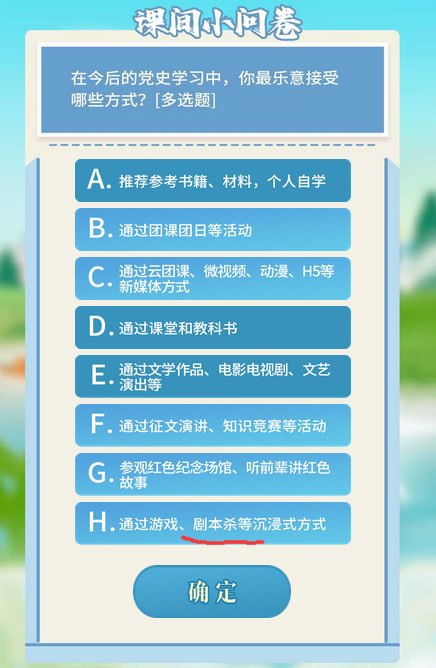 课间小问卷
在今后的党史学习中，你最乐意接受
哪些方式？[多选题]
A. 推荐参考书籍、材料，个人自学
B. 通过团课团日等活动
C. 通过云团课、微视频、动漫、H5等
新媒体方式
D. 通过课堂和教科书
E. 通过文学作品、电影电视剧、文艺
演出等
F. 通过征文演讲、知识竞赛等活动
G. 参观红色纪念场馆、听前辈讲红色
故事
H. 通过游戏、剧本杀等沉浸式方式
确定